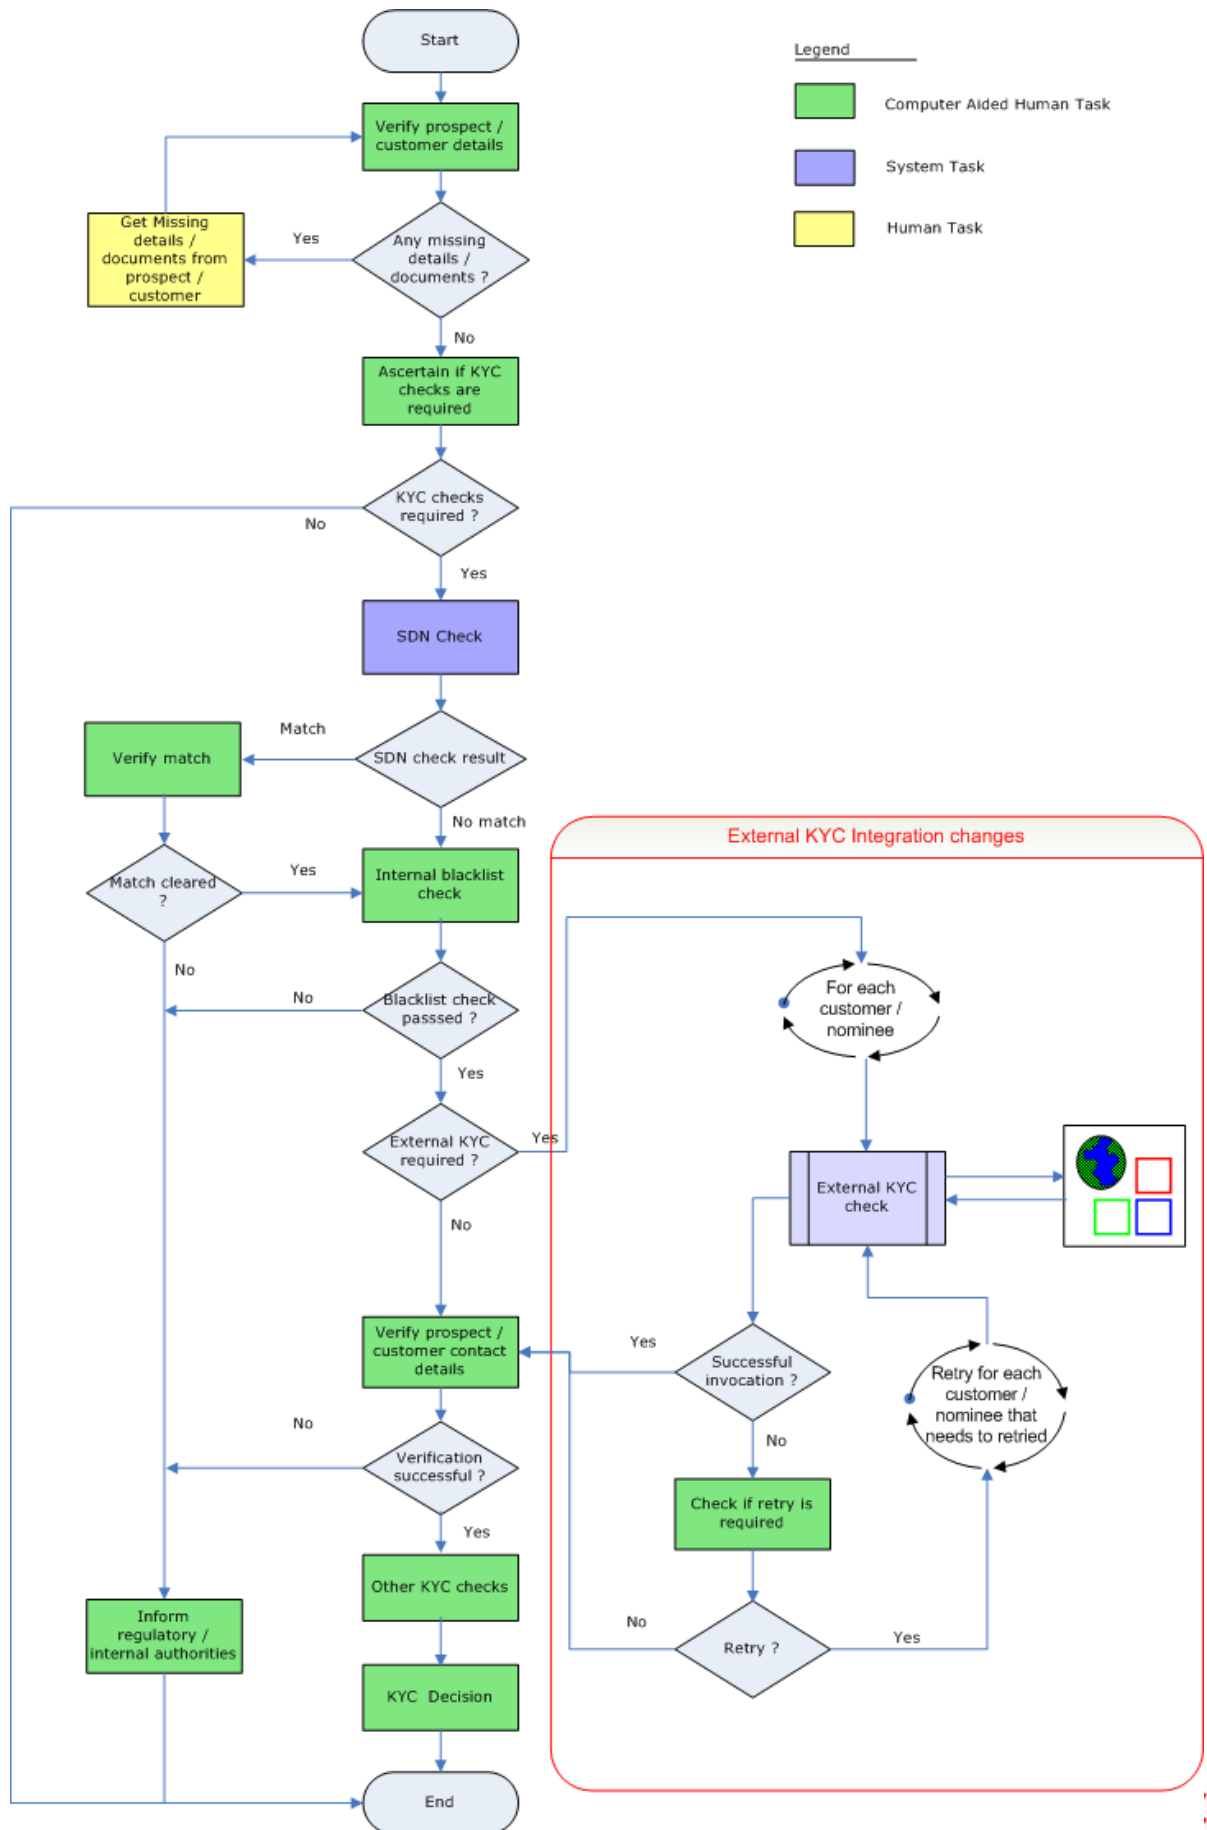 Start
Legend
Computer Aided Human Task
System Task
Human Task
Verify prospect /
customer details
Get Missing
details /
documents from
prospect /
customer
Yes
Any missing
details /
documents ?
No
Ascertain if KYC
checks are
required
KYC checks
required ?
No
Yes
SDN Check
Match
Verify match
SDN check result
No match
External KYC Integration changes
Match cleared
?
Yes
Internal blacklist
check
No
No
Blacklist check
passsed ?
For each
customer /
nominee
Yes
External KYC
required ?
Yes
External KYC
check
No
Verify prospect /
customer contact
details
Yes
Successful
invocation ?
Retry for each
customer /
nominee that
needs to retried
No
No
Verification
successful ?
Check if retry is
required
Yes
Other KYC checks
Inform
regulatory /
internal authorities
No
Retry ?
Yes
KYC  Decision
End